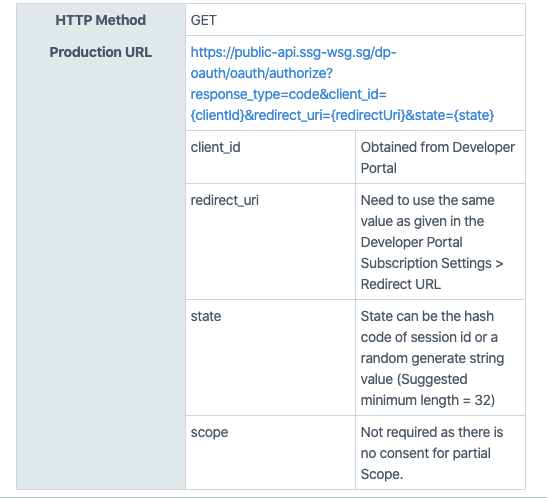 HTTP Method GET
Production URL https://public-api.ssg-wsg.sg/dp-
oauth/oauth/authorize?
response_type=code&client_id=
{clientId}&redirect_uri={redirectUri}&state={state}
client_id Obtained from Developer
Portal
redirect_uri Need to use the same
value as given in the
Developer Portal
Subscription Settings >
Redirect URL
state State can be the hash
code of session id or a
random generate string
value (Suggested
minimum length = 32)
scope Not required as there is
no consent for partial
Scope.